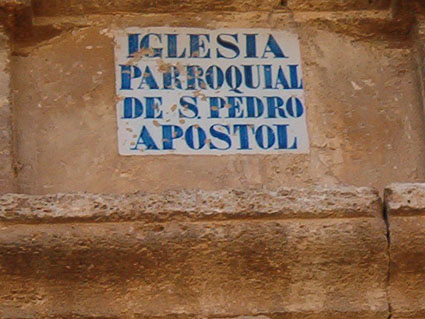 IGLESIA
PARROQUIAL
DE S. PEDRO
APOSTOL